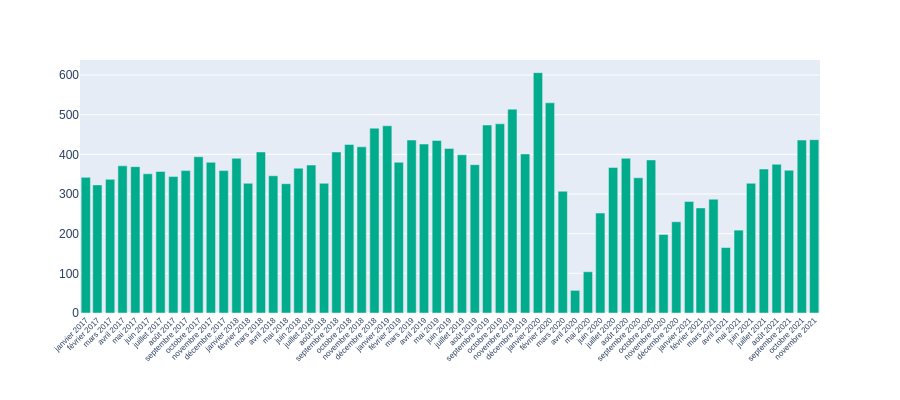 600
500
400
300
200
100
0
janvier 2017
février 2017
mars 2017
avril 2017
mai 2017
juin 2017
juillet 2017
août 2017
septembre 2017
octobre 2017
novembre 2017
décembre 2017
janvier 2018
février 2018
mars 2018
avril 2018
mai 2018
juin 2018
juillet 2018
août 2018
septembre 2018
octobre 2018
novembre 2018
décembre 2018
janvier 2019
février 2019
mars 2019
avril 2019
mai 2019
juin 2019
juillet 2019
août 2019
septembre 2019
octobre 2019
novembre 2019
décembre 2019
janvier 2020
février 2020
mars 2020
avril 2020
mai 2020
juin 2020
juillet 2020
août 2020
septembre 2020
octobre 2020
novembre 2020
décembre 2020
janvier 2021
février 2021
mars 2021
avril 2021
mai 2021
juin 2021
juillet 2021
août 2021
septembre 2021
octobre 2021
novembre 2021